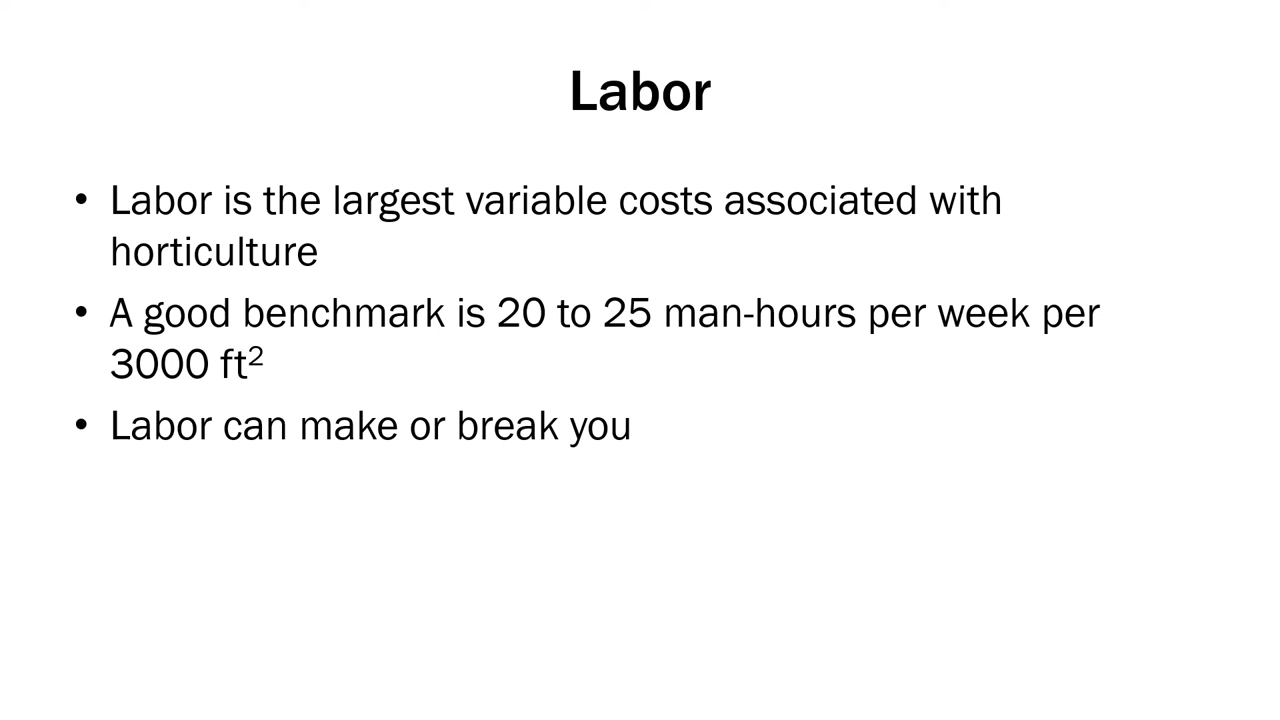 Labor
• Labor is the largest variable costs associated with
horticulture
• A good benchmark is 20 to 25 man-hours per week per
3000 ft²
• Labor can make or break you